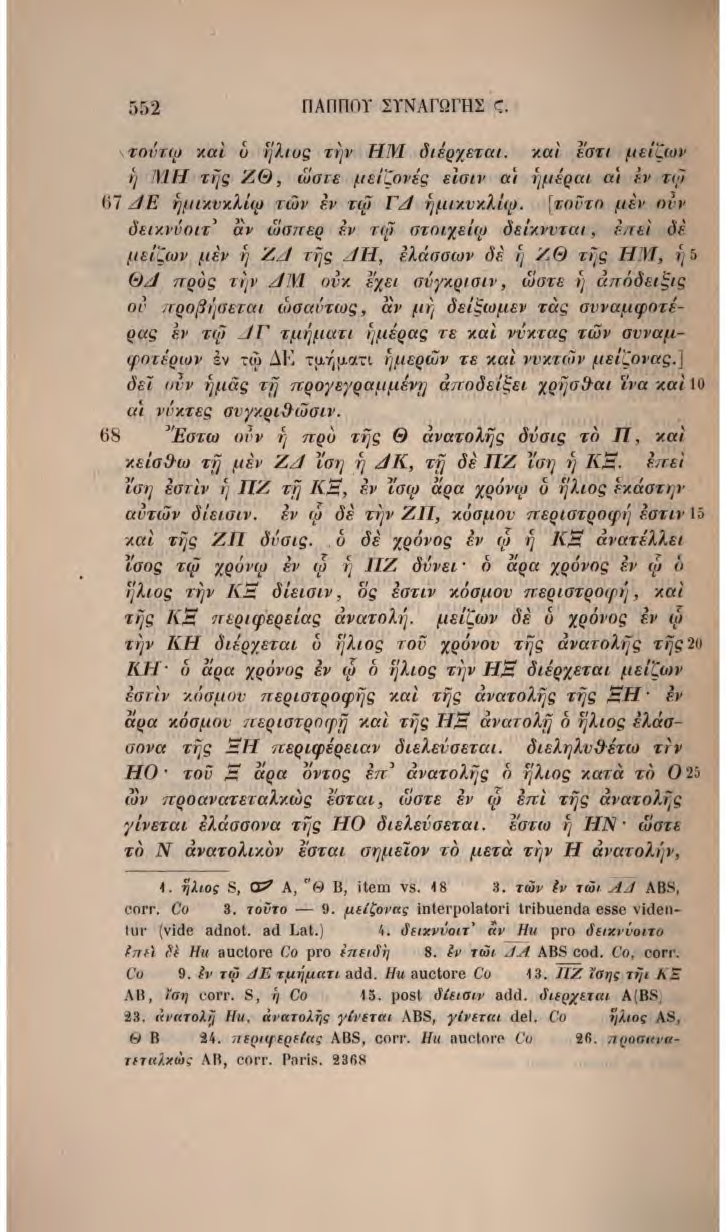 552 ΠΑΠΠΟΥ ΣΥΝΑΓΩΓΗΣ ϛ.
τούτῳ καὶ ὁ ἥλιος τὴν ΗΜ διέρχεται. καὶ ἔστι μείζων
ἡ ΜΗ τῆς ΖΘ, ὥστε μείζονές εἰσιν αἱ ἡμέραι αἱ ἐν τῷ
67 ΔΕ ἡμικυκλίῳ τῶν ἐν τῷ ΓΔ ἡμικυκλίῳ. [τοῦτο μὲν οὖν
δεικνύοιτ᾽ ἂν ὥσπερ ἐν τῷ στοιχείῳ δείκνυται, ἐπεὶ δὲ
μείζων μὲν ἡ ΖΔ τῆς ΔΗ, ἐλάσσων δὲ ἡ ΖΘ τῆς ΗΜ, ἡ 5
ΘΔ πρὸς τὴν ΔΜ οὐκ ἔχει σύγκρισιν, ὥστε ἡ ἀπόδειξις
οὐ προβήσεται ὡσαύτως, ἂν μὴ δείξωμεν τὰς συναμφοτέ-
ρας ἐν τῷ ΔΓ τμήματι ἡμέρας τε καὶ νύκτας τῶν συναμ-
φοτέρων ἐν τῷ ΔΕ τμήματι ἡμερῶν τε καὶ νυκτῶν μείζονας.]
δεῖ οὖν ἡμᾶς τῇ προγεγραμμένῃ ἀποδείξει χρῆσθαι ἵνα καὶ 10
αἱ νύκτες συγκριθῶσιν.
68 Ἔστω οὖν ἡ πρὸ τῆς Θ ἀνατολῆς δύσις τὸ Π, καὶ
κείσθω τῇ μὲν ΖΔ ἴση ἡ ΔΚ, τῇ δὲ ΠΖ ἴση ἡ ΚΞ. ἐπεὶ
ἴση ἐστὶν ἡ ΠΖ τῇ ΚΞ, ἐν ἴσῳ ἄρα χρόνῳ ὁ ἥλιος ἑκάστην
αὐτῶν δίεισιν. ἐν ᾧ δὲ τὴν ΖΠ, κόσμου περιστροφή ἐστιν 15
καὶ τῆς ΖΠ δύσις. ὁ δὲ χρόνος ἐν ᾧ ἡ ΚΞ ἀνατέλλει
ἴσος τῷ χρόνῳ ἐν ᾧ ἡ ΠΖ δύνει· ὁ ἄρα χρόνος ἐν ᾧ ὁ
ἥλιος τὴν ΚΞ δίεισιν, ὅς ἐστιν κόσμου περιστροφή, καὶ
τῆς ΚΞ περιφερείας ἀνατολή. μείζων δὲ ὁ χρόνος ἐν ᾧ
τὴν ΚΗ διέρχεται ὁ ἥλιος τοῦ χρόνου τῆς ἀνατολῆς τῆς 20
ΚΗ· ὁ ἄρα χρόνος ἐν ᾧ ὁ ἥλιος τὴν ΗΞ διέρχεται μείζων
ἐστὶν κόσμου περιστροφῆς καὶ τῆς ἀνατολῆς τῆς ΞΗ· ἐν
ἄρα κόσμου περιστροφῇ καὶ τῆς ΗΞ ἀνατολῇ ὁ ἥλιος ἐλάσ-
σονα τῆς ΞΗ περιφέρειαν διελεύσεται. διεληλυθέτω τὴν
ΗΟ· τοῦ Ξ ἄρα ὄντος ἐπ᾽ ἀνατολῆς ὁ ἥλιος κατὰ τὸ Ο 25
ὢν προανατεταλκὼς ἔσται, ὥστε ἐν ᾧ ἐπὶ τῆς ἀνατολῆς
γίνεται ἐλάσσονα τῆς ΗΟ διελεύσεται. ἔστω ἡ ΗΝ· ὥστε
τὸ Ν ἀνατολικὸν ἔσται σημεῖον τὸ μετὰ τὴν Η ἀνατολήν,
1. ἥλιος S, A, Θ B, item vs. 18 3. τῶν ἐν τῶι ΑΔ ABS,
corr. Co 3. τοῦτο — 9. μείζονας interpolatori tribuenda esse viden-
tur (vide adnot. ad Lat.) 4. δεικνύοιτ᾽ ἂν Hu pro δεικνύοιτο
ἐπεὶ δὲ Hu auctore Co pro ἐπειδὴ 8. ἐν τῶι ΔΑ ABS cod. Co, corr.
Co 9. ἐν τῷ ΔΕ τμήματι add. Hu auctore Co 13. ΠΖ ἴσης τῆι ΚΞ
AB, ἴση corr. S, ἡ Co 15. post δίεισιν add. διερχεται A(BS)
23. ἀνατολῇ Hu, ἀνατολῆς γίνεται ABS, γίνεται del. Co ἥλιος AS,
Θ B 24. περιφερείας ABS, corr. Hu auctore Co 26. προσανα-
τεταλκὼς AB, corr. Paris. 2368